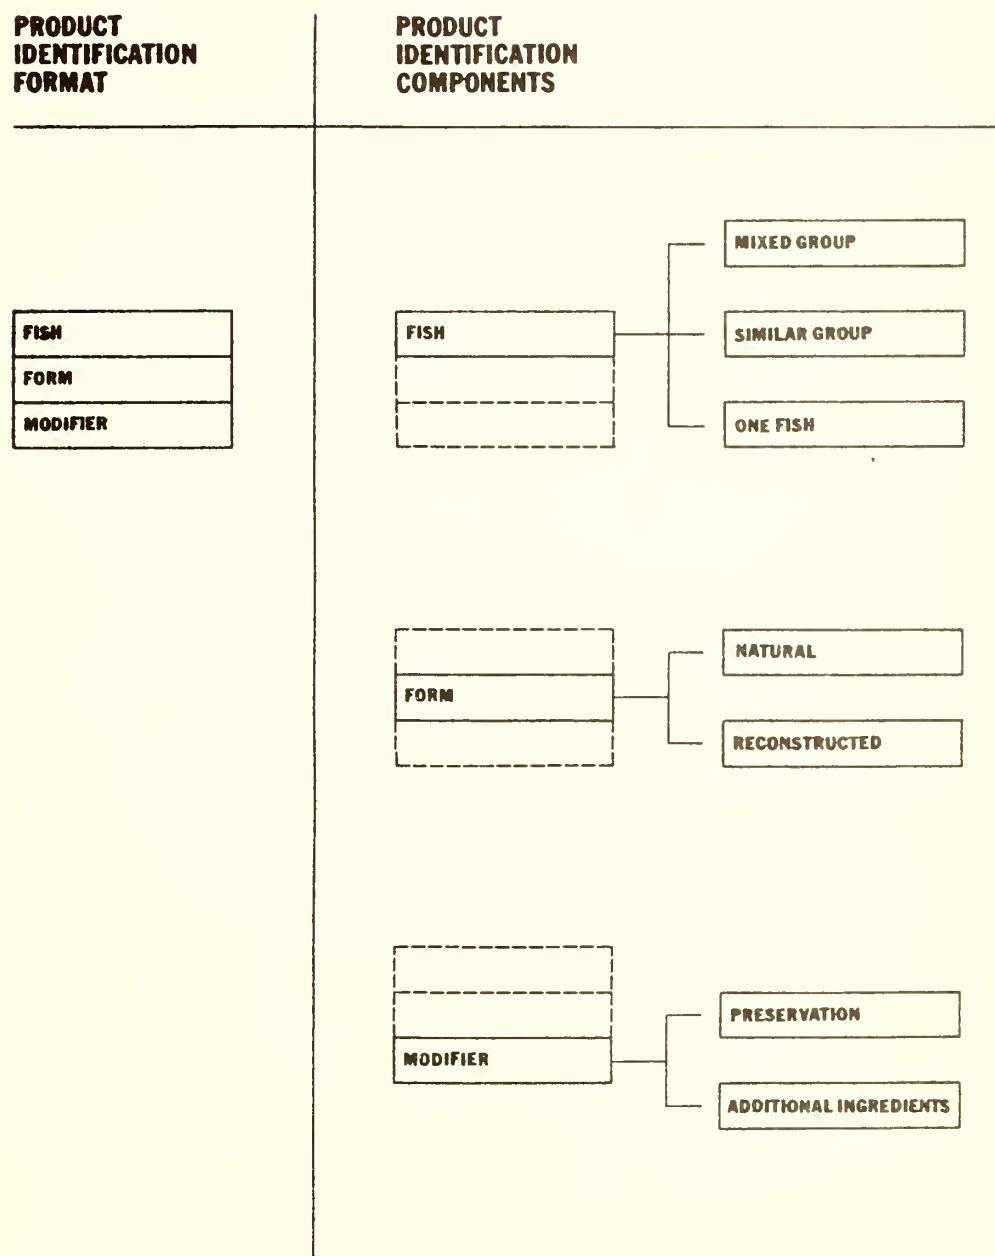 PRODUCT
IDENTIFICATION
FORMAT
PRODUCT
IDENTIFICATION
COMPONENTS
FISH
FORM
MODIFIER
FISH
MIXED GROUP
SIMILAR GROUP
ONE FISH
FORM
NATURAL
RECONSTRUCTED
MODIFIER
PRESERVATION
ADDITIONAL INGREDIENTS